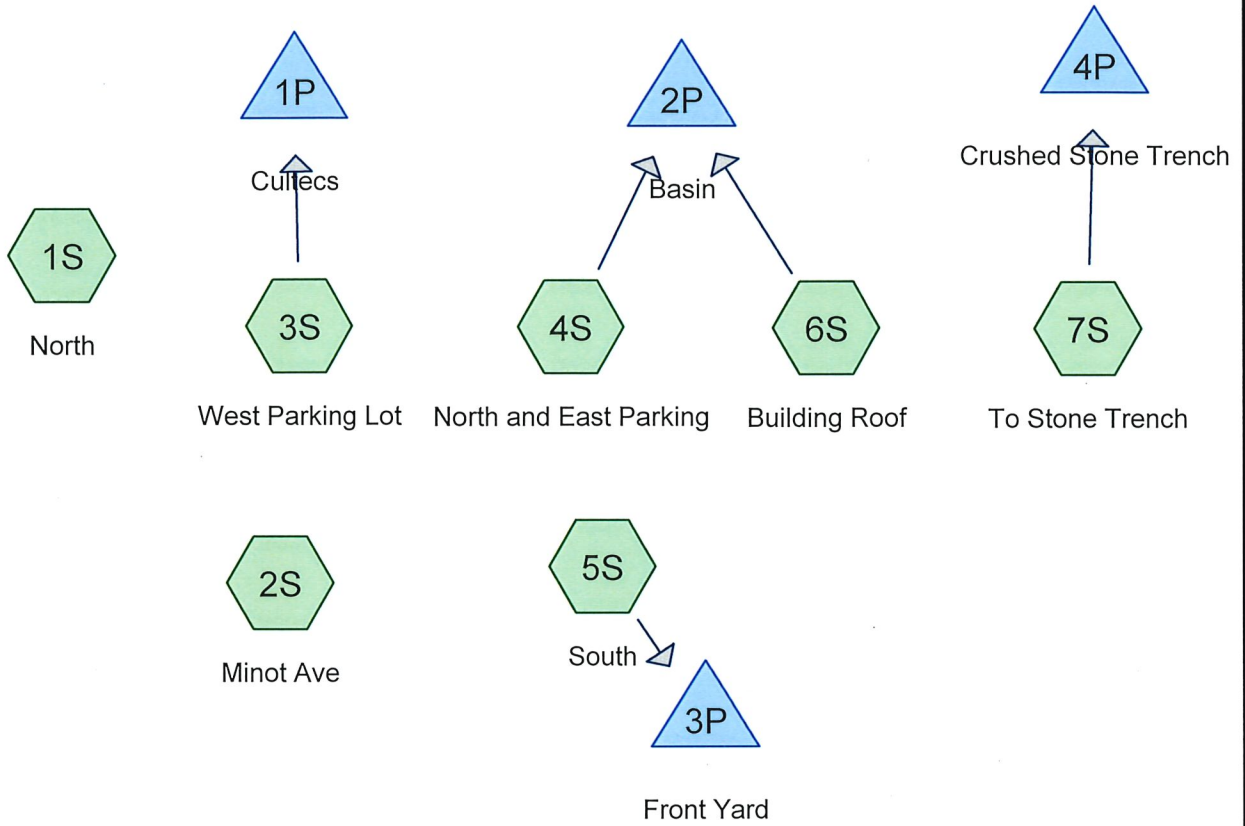 1P
2P
4P
Cultecs
Basin
Crushed Stone Trench
1S
North
3S
4S
6S
7S
West Parking Lot
North and East Parking
Building Roof
To Stone Trench
2S
5S
Minot Ave
South
3P
Front Yard